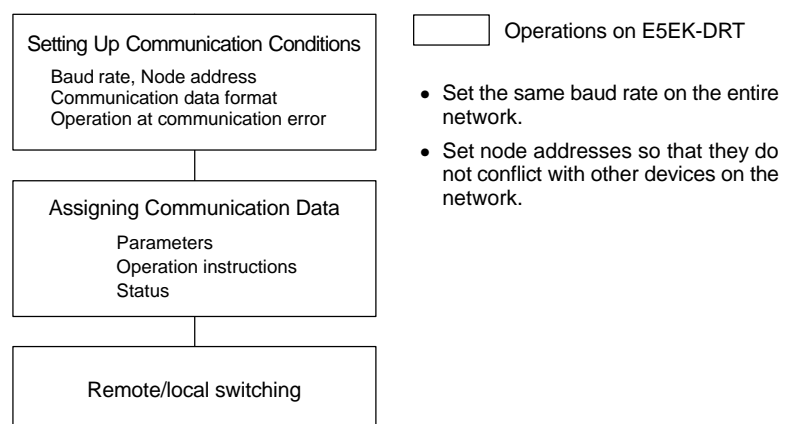 Setting Up Communication Conditions
Baud rate, Node address
Communication data format
Operation at communication error
Assigning Communication Data
Parameters
Operation instructions
Status
Remote/local switching
Operations on E5EK-DRT
• Set the same baud rate on the entire
network.
• Set node addresses so that they do
not conflict with other devices on the
network.